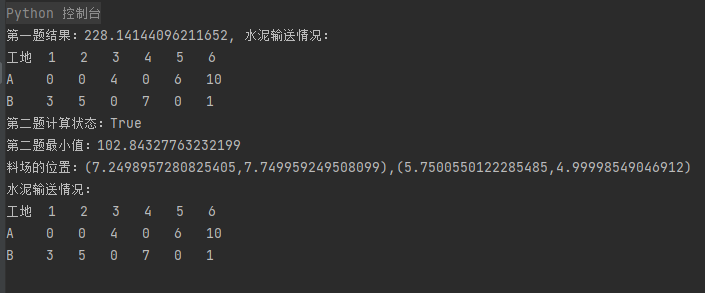 Python 控制台
第一题结果：228.14144096211652, 水泥输送情况：
工地 1 2 3 4 5 6
A 0 0 4 0 6 10
B 3 5 0 7 0 1
第二题计算状态：True
第二题最小值：102.84327763232199
料场的位置：(7.2498957280825405,7.749959249508099),(5.7500550122285485,4.99998549046912)
水泥输送情况：
工地 1 2 3 4 5 6
A 0 0 4 0 6 10
B 3 5 0 7 0 1